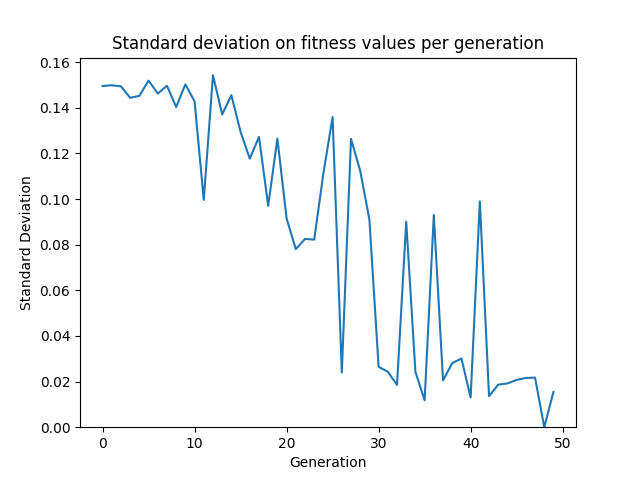 Standard deviation on fitness values per generation
0.16
0.14
0.12
0.10
0.08
0.06
0.04
0.02
0.00
Standard Deviation
0 10 20 30 40 50
Generation